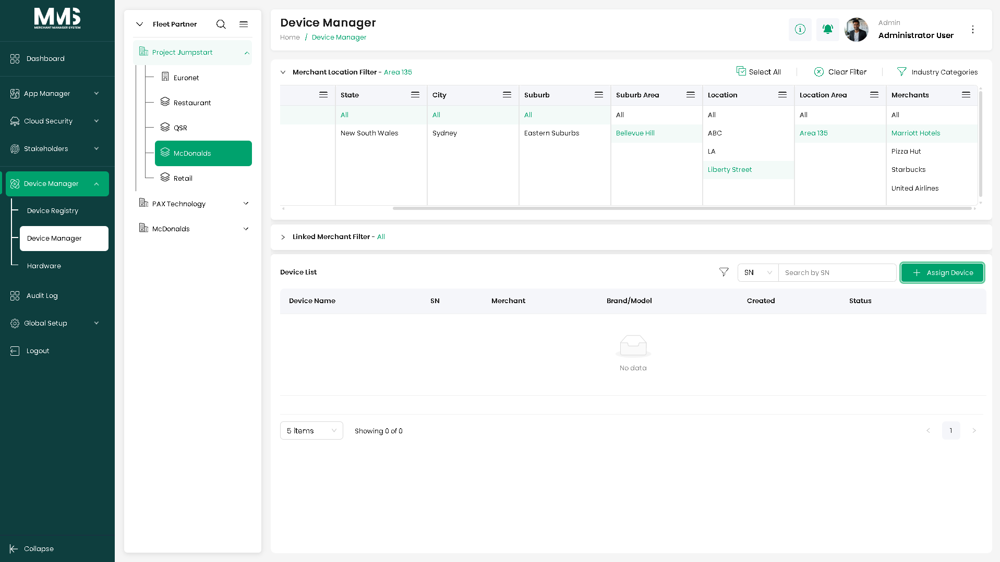 MMS
MERCHANT MANAGER SYSTEM
Dashboard
App Manager
Cloud Security
Stakeholders
Device Manager
Device Registry
Device Manager
Hardware
Audit Log
Global Setup
Logout
Collapse
Fleet Partner
Project Jumpstart
Euronet
Restaurant
QSR
McDonalds
Retail
PAX Technology
McDonalds
Device Manager
Home / Device Manager
Admin
Administrator User
Merchant Location Filter - Area 135
Select All
Clear Filter
Industry Categories
State City Suburb Suburb Area Location Location Area Merchants
All All All All All All All
New South Wales Sydney Eastern Suburbs Bellevue Hill ABC Area 135 Marriott Hotels
LA Pizza Hut
Liberty Street Starbucks
United Airlines
Linked Merchant Filter - All
Device List
SN
Search by SN
Assign Device
Device Name SN Merchant Brand/Model Created Status
No data
5 items
Showing 0 of 0
1